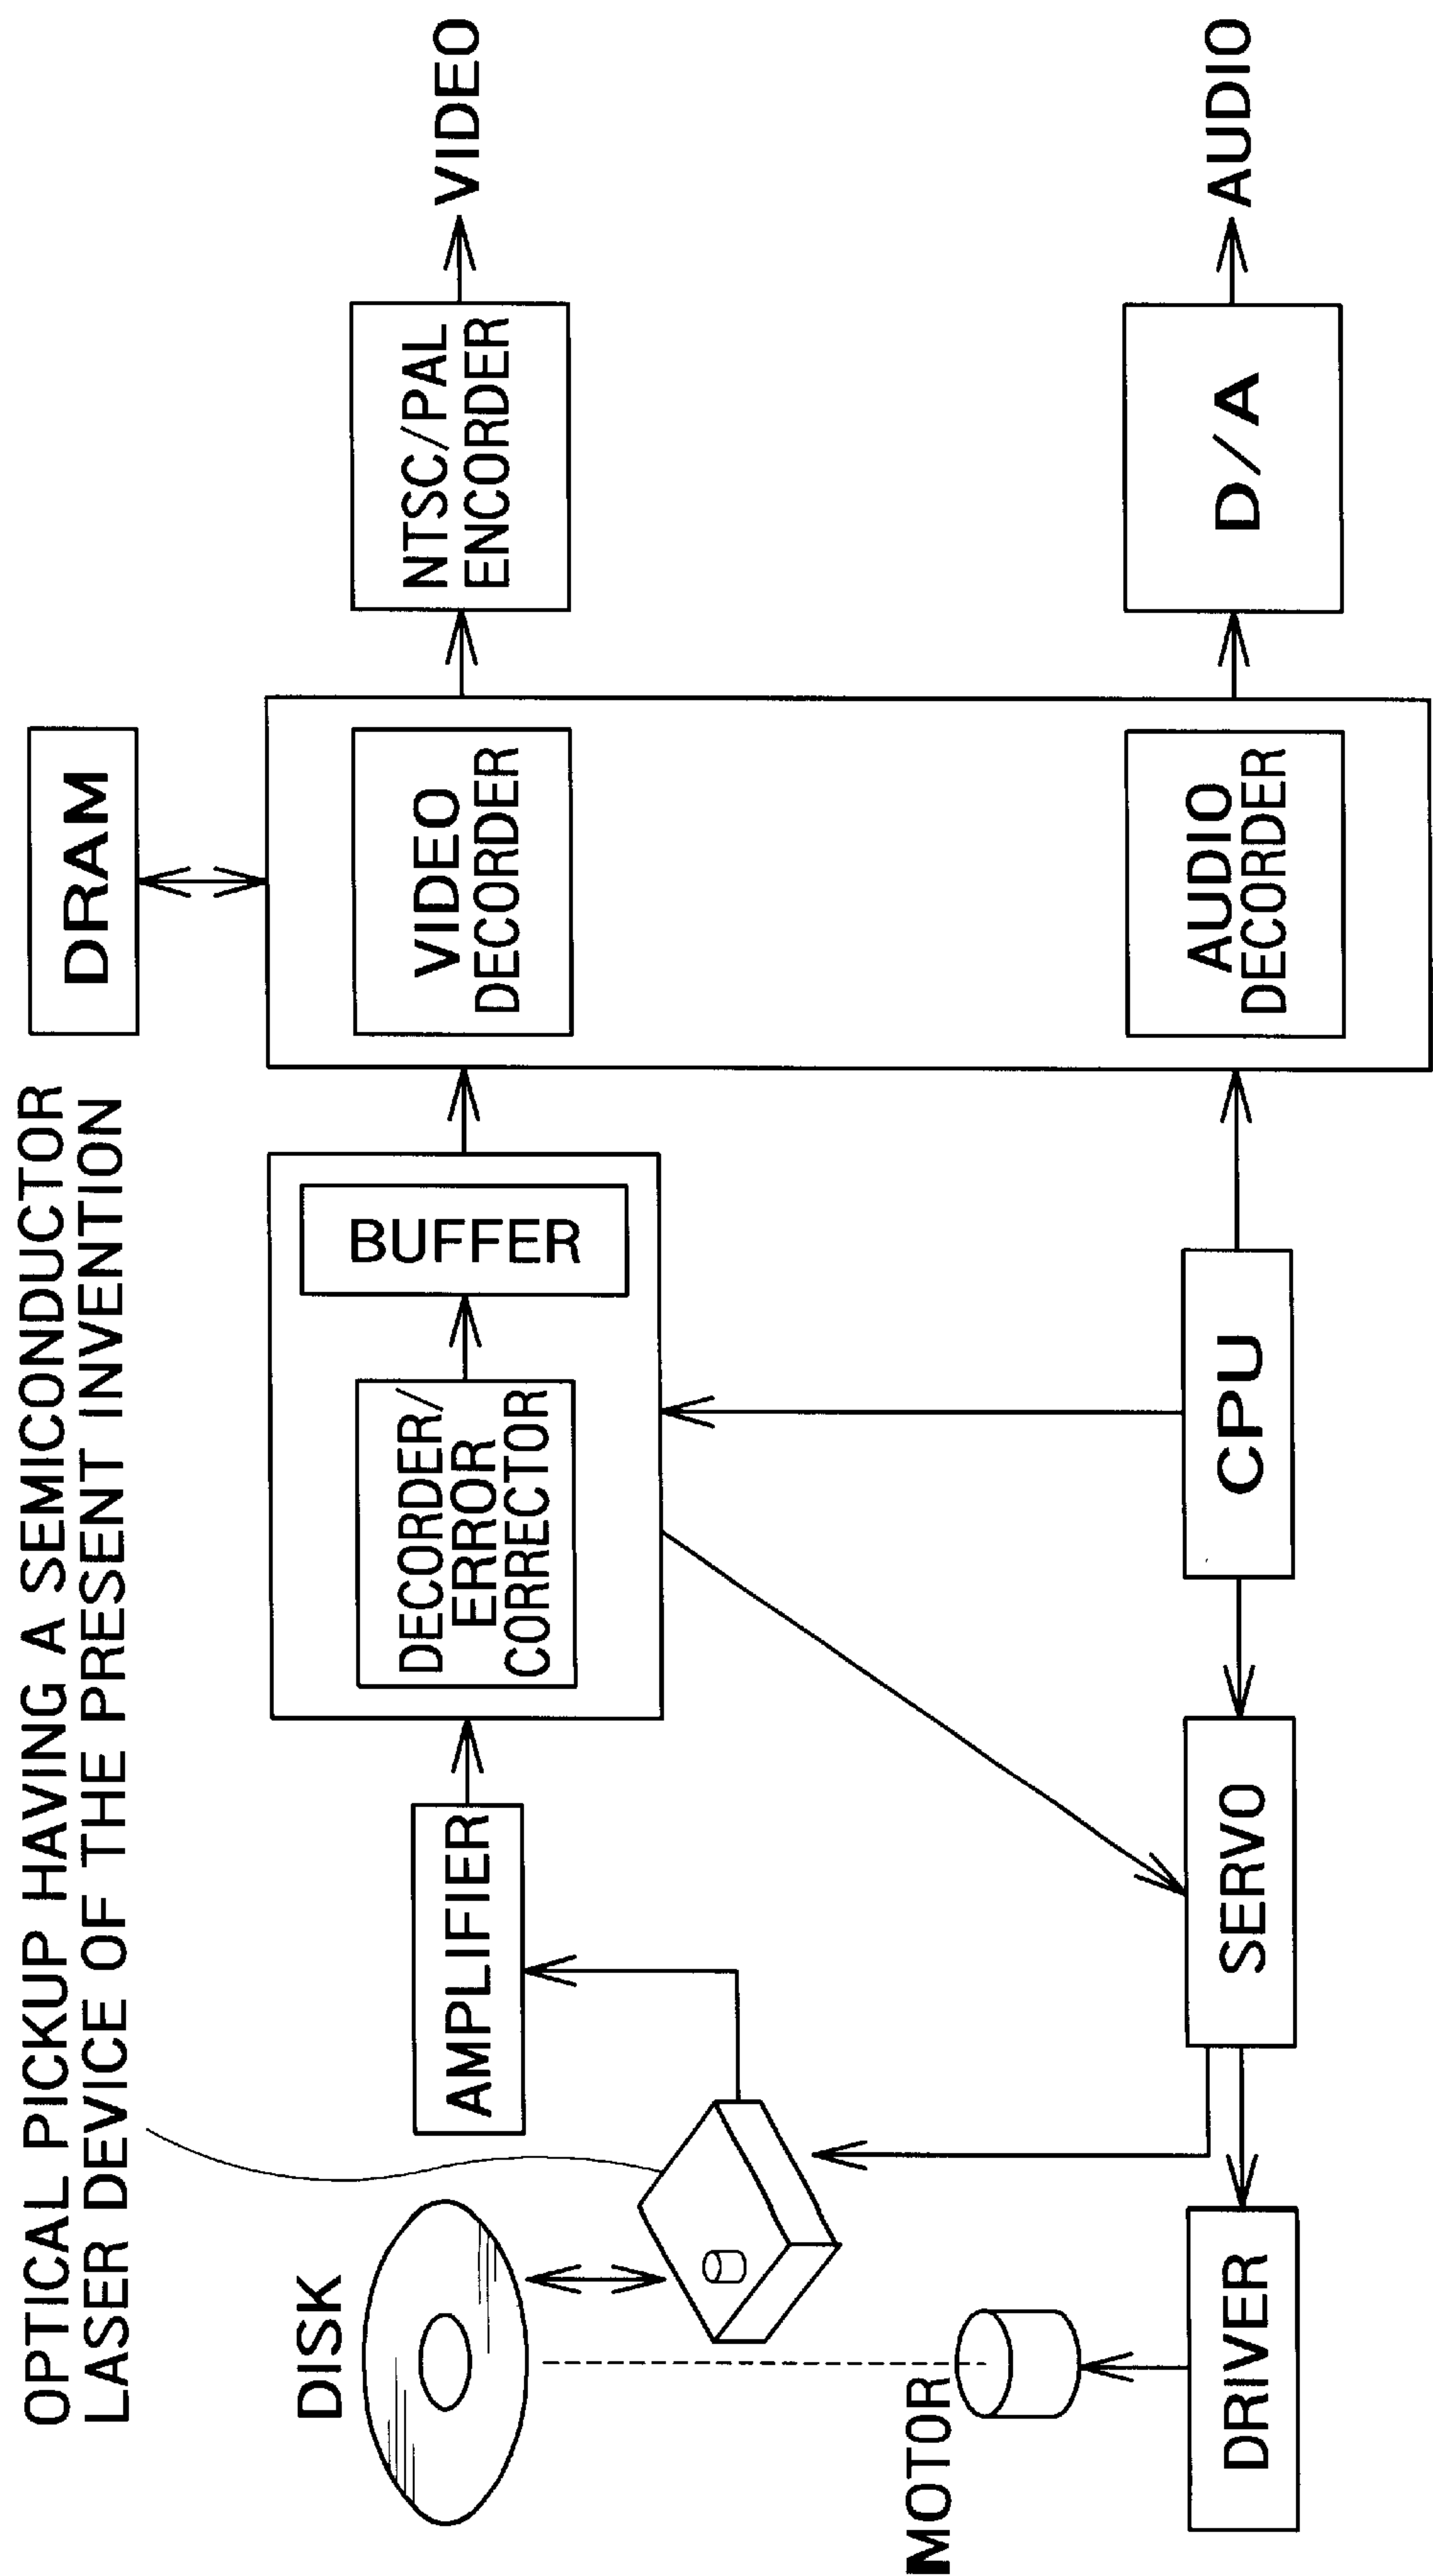 OPTICAL PICKUP HAVING A SEMICONDUCTOR
LASER DEVICE OF THE PRESENT INVENTION
DRAM
DISK
AMPLIFIER
DECORDER/
ERROR
CORRECTOR
BUFFER
VIDEO
DECORDER
NTSC/PAL
ENCORDER
VIDEO
MOTOR
DRIVER
SERVO
CPU
AUDIO
DECORDER
D/A
AUDIO